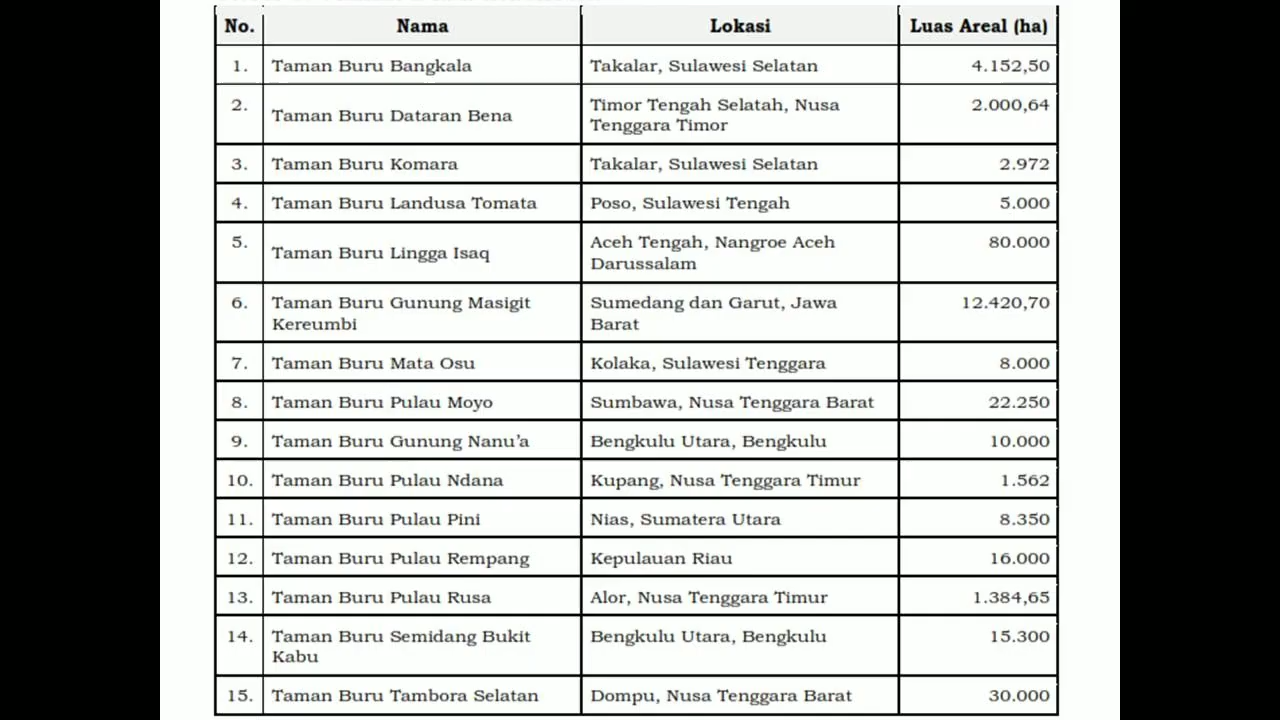 No. Nama Lokasi Luas Areal (ha)
1. Taman Buru Bangkala Takalar, Sulawesi Selatan 4.152,50
2. Taman Buru Dataran Bena Timor Tengah Selatah, Nusa 2.000,64
Tenggara Timor
3. Taman Buru Komara Takalar, Sulawesi Selatan 2.972
4. Taman Buru Landusa Tomata Poso, Sulawesi Tengah 5.000
5. Taman Buru Lingga Isaq Aceh Tengah, Nangroe Aceh 80.000
Darussalam
6. Taman Buru Gunung Masigit Sumedang dan Garut, Jawa 12.420,70
Kereumbi Barat
7. Taman Buru Mata Osu Kolaka, Sulawesi Tenggara 8.000
8. Taman Buru Pulau Moyo Sumbawa, Nusa Tenggara Barat 22.250
9. Taman Buru Gunung Nanu’a Bengkulu Utara, Bengkulu 10.000
10. Taman Buru Pulau Ndana Kupang, Nusa Tenggara Timur 1.562
11. Taman Buru Pulau Pini Nias, Sumatera Utara 8.350
12. Taman Buru Pulau Rempang Kepulauan Riau 16.000
13. Taman Buru Pulau Rusa Alor, Nusa Tenggara Timur 1.384,65
14. Taman Buru Semidang Bukit Bengkulu Utara, Bengkulu 15.300
Kabu
15. Taman Buru Tambora Selatan Dompu, Nusa Tenggara Barat 30.000